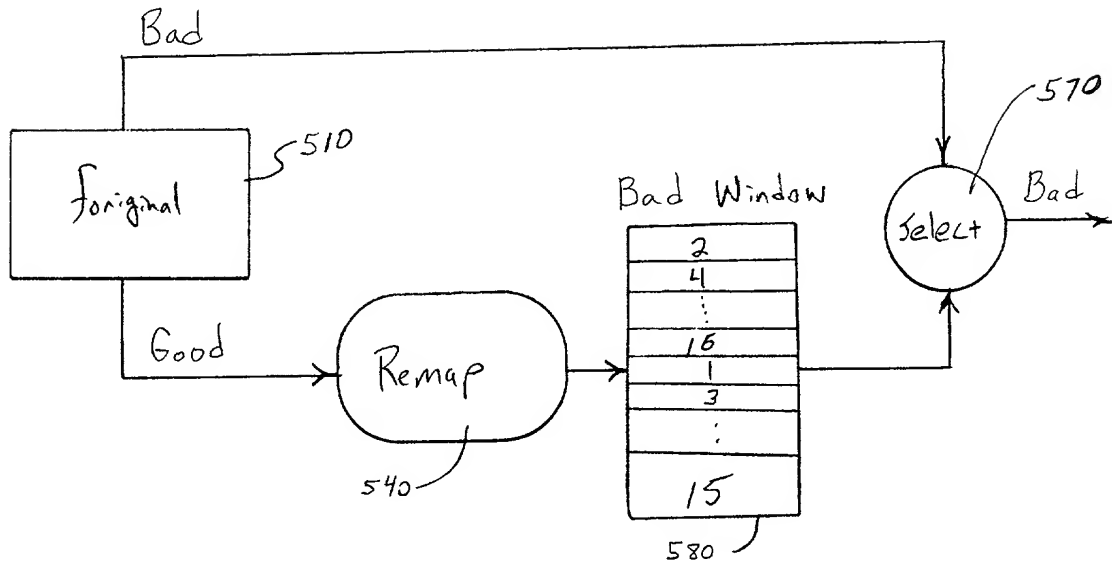 Bad
510
foriginal
570
Bad Window
Select
Bad
2
4
⋮
16
1
3
⋮
15
Good
Remap
540
580